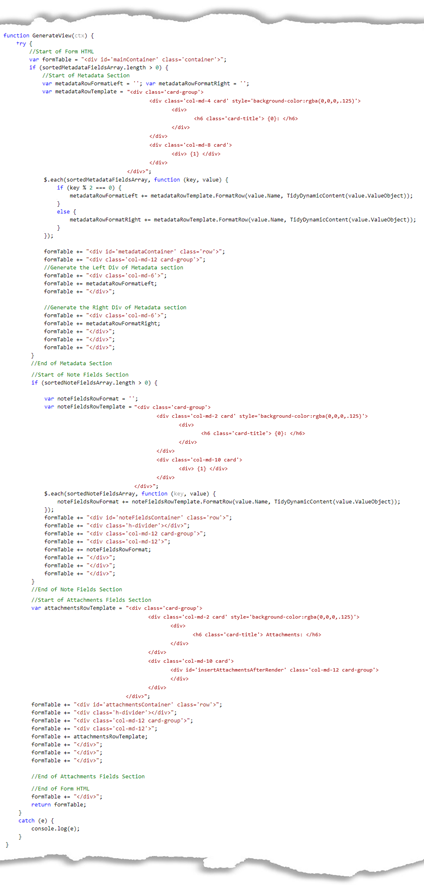 function GenerateView(ctx) {
try {
//Start of Form HTML
var formTable = "<div id='mainContainer' class='container'>";
if (sortedMetadataFieldsArray.length > 0) {
//Start of Metadata Section
var metadataRowFormatLeft = ''; var metadataRowFormatRight = '';
var metadataRowTemplate = "<div class='card-group'>
<div class='col-md-4 card' style='background-color:rgba(0,0,0,.125)'>
<div>
<h6 class='card-title'> {0}: </h6>
</div>
</div>
<div class='col-md-8 card'>
<div> {1} </div>
</div>
</div>";
$.each(sortedMetadataFieldsArray, function (key, value) {
if (key % 2 === 0) {
metadataRowFormatLeft += metadataRowTemplate.FormatRow(value.Name, TidyDynamicContent(value.ValueObject));
}
else {
metadataRowFormatRight += metadataRowTemplate.FormatRow(value.Name, TidyDynamicContent(value.ValueObject));
}
});
formTable += "<div id='metadataContainer' class='row'>";
formTable += "<div class='col-md-12 card-group'>";
//Generate the Left Div of Metadata section
formTable += "<div class='col-md-6'>";
formTable += metadataRowFormatLeft;
formTable += "</div>";
//Generate the Right Div of Metadata section
formTable += "<div class='col-md-6'>";
formTable += metadataRowFormatRight;
formTable += "</div>";
formTable += "</div>";
formTable += "</div>";
}
//End of Metadata Section
//Start of Note Fields Section
if (sortedNoteFieldsArray.length > 0) {
var noteFieldsRowFormat = '';
var noteFieldsRowTemplate = "<div class='card-group'>
<div class='col-md-2 card' style='background-color:rgba(0,0,0,.125)'>
<div>
<h6 class='card-title'> {0}: </h6>
</div>
</div>
<div class='col-md-10 card'>
<div> {1} </div>
</div>
</div>";
$.each(sortedNoteFieldsArray, function (key, value) {
noteFieldsRowFormat += noteFieldsRowTemplate.FormatRow(value.Name, TidyDynamicContent(value.ValueObject));
});
formTable += "<div id='noteFieldsContainer' class='row'>";
formTable += "<div class='h-divider'></div>";
formTable += "<div class='col-md-12 card-group'>";
formTable += "<div class='col-md-12'>";
formTable += noteFieldsRowFormat;
formTable += "</div>";
formTable += "</div>";
formTable += "</div>";
}
//End of Note Fields Section
//Start of Attachments Fields Section
var attachmentsRowTemplate = "<div class='card-group'>
<div class='col-md-2 card' style='background-color:rgba(0,0,0,.125)'>
<div>
<h6 class='card-title'> Attachments: </h6>
</div>
</div>
<div class='col-md-10 card'>
<div id='insertAttachmentsAfterRender' class='col-md-12 card-group'>
</div>
</div>
</div>";
formTable += "<div id='attachmentsContainer' class='row'>";
formTable += "<div class='h-divider'></div>";
formTable += "<div class='col-md-12 card-group'>";
formTable += "<div class='col-md-12'>";
formTable += attachmentsRowTemplate;
formTable += "</div>";
formTable += "</div>";
formTable += "</div>";
//End of Attachments Fields Section
//End of Form HTML
formTable += "</div>";
return formTable;
}
catch (e) {
console.log(e);
}
}